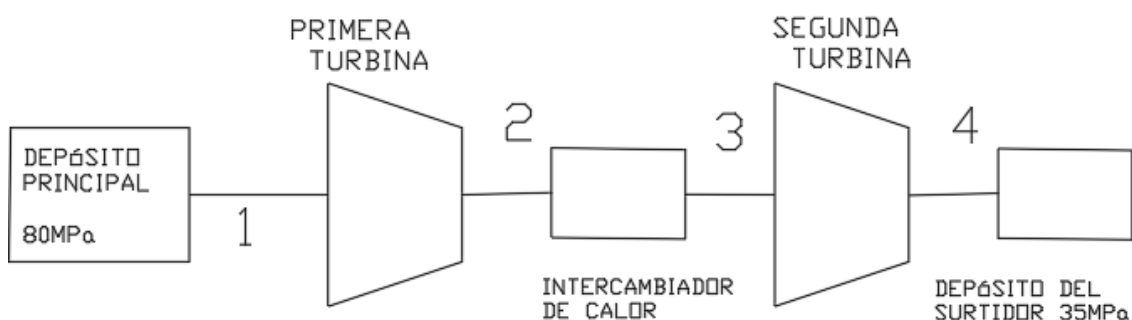 PRIMERA
TURBINA
SEGUNDA
TURBINA
DEPóSITO
PRINCIPAL
80MPa
1
2
3
4
INTERCAMBIADOR
DE CALOR
DEPóSITO DEL
SURTIDOR 35MPa